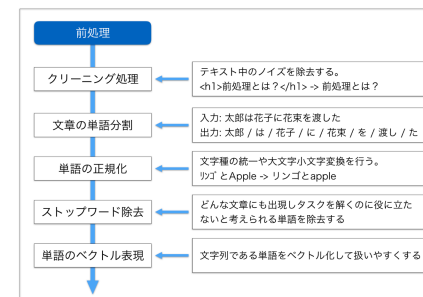 前処理
クリーニング処理
テキスト中のノイズを除去する。
<h1>前処理とは？</h1> -> 前処理とは？
文章の単語分割
入力: 太郎は花子に花束を渡した
出力: 太郎 / は / 花子 / に / 花束 / を / 渡し / た
単語の正規化
文字種の統一や大文字小文字変換を行う。
ﾘﾝｺﾞとApple -> リンゴとapple
ストップワード除去
どんな文章にも出現しタスクを解くのに役に立た
ないと考えられる単語を除去する
単語のベクトル表現
文字列である単語をベクトル化して扱いやすくする